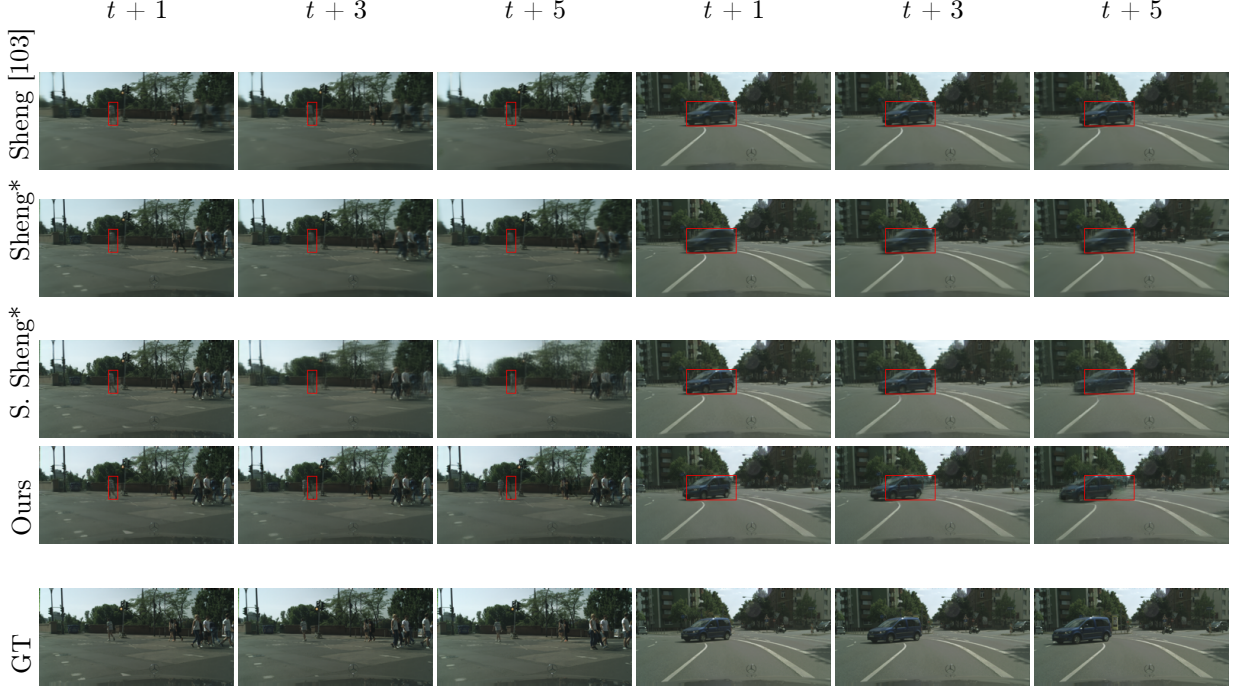 t + 1 t + 3 t + 5 t + 1 t + 3 t + 5
Sheng [103]
Sheng*
S. Sheng*
Ours
GT